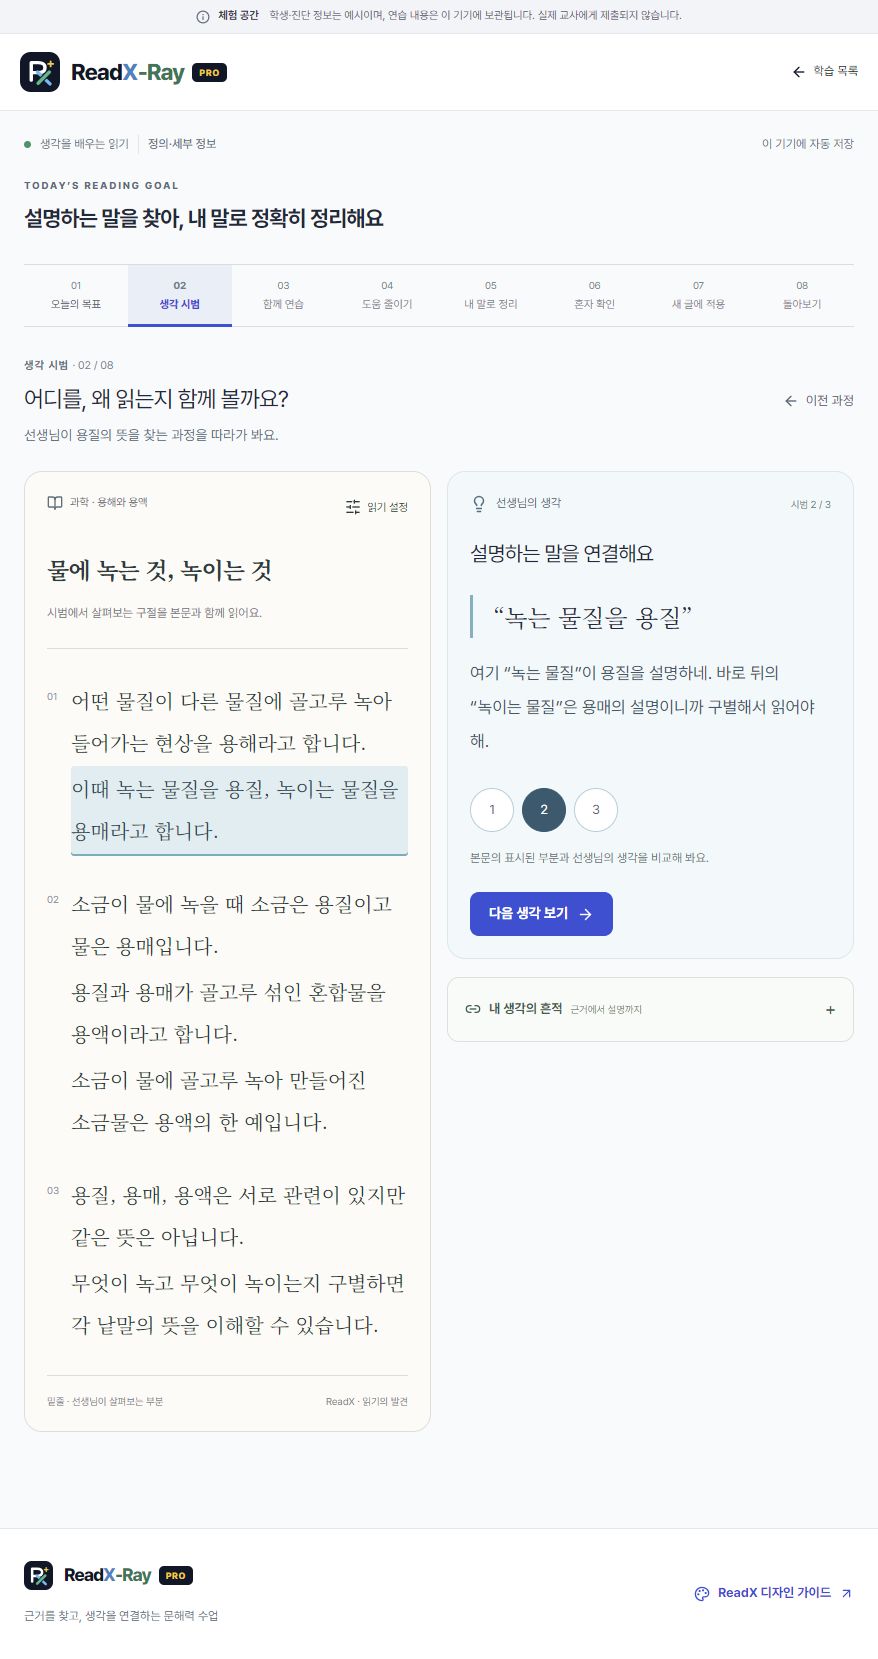 체험 공간 학생·진단 정보는 예시이며, 연습 내용은 이 기기에 보관됩니다. 실제 교사에게 제출되지 않습니다.
ReadX-Ray PRO
학습 목록
생각을 배우는 읽기 정의·세부 정보
이 기기에 자동 저장
TODAY'S READING GOAL
설명하는 말을 찾아, 내 말로 정확히 정리해요
01 오늘의 목표
02 생각 시범
03 함께 연습
04 도움 줄이기
05 내 말로 정리
06 혼자 확인
07 새 글에 적용
08 돌아보기
생각 시범 · 02 / 08
어디를, 왜 읽는지 함께 볼까요?
이전 과정
선생님이 용질의 뜻을 찾는 과정을 따라가 봐요.
과학 · 용해와 용액
읽기 설정
물에 녹는 것, 녹이는 것
시범에서 살펴보는 구절을 본문과 함께 읽어요.
01 어떤 물질이 다른 물질에 골고루 녹아
들어가는 현상을 용해라고 합니다.
이때 녹는 물질을 용질, 녹이는 물질을
용매라고 합니다.
02 소금이 물에 녹을 때 소금은 용질이고
물은 용매입니다.
용질과 용매가 골고루 섞인 혼합물을
용액이라고 합니다.
소금이 물에 골고루 녹아 만들어진
소금물은 용액의 한 예입니다.
03 용질, 용매, 용액은 서로 관련이 있지만
같은 뜻은 아닙니다.
무엇이 녹고 무엇이 녹이는지 구별하면
각 낱말의 뜻을 이해할 수 있습니다.
밑줄 · 선생님이 살펴보는 부분
ReadX · 읽기의 발견
선생님의 생각
시범 2 / 3
설명하는 말을 연결해요
“녹는 물질을 용질”
여기 “녹는 물질”이 용질을 설명하네. 바로 뒤의
“녹이는 물질”은 용매의 설명이니까 구별해서 읽어야
해.
1 2 3
본문의 표시된 부분과 선생님의 생각을 비교해 봐요.
다음 생각 보기
내 생각의 흔적 근거에서 설명까지
+
ReadX-Ray PRO
근거를 찾고, 생각을 연결하는 문해력 수업
ReadX 디자인 가이드